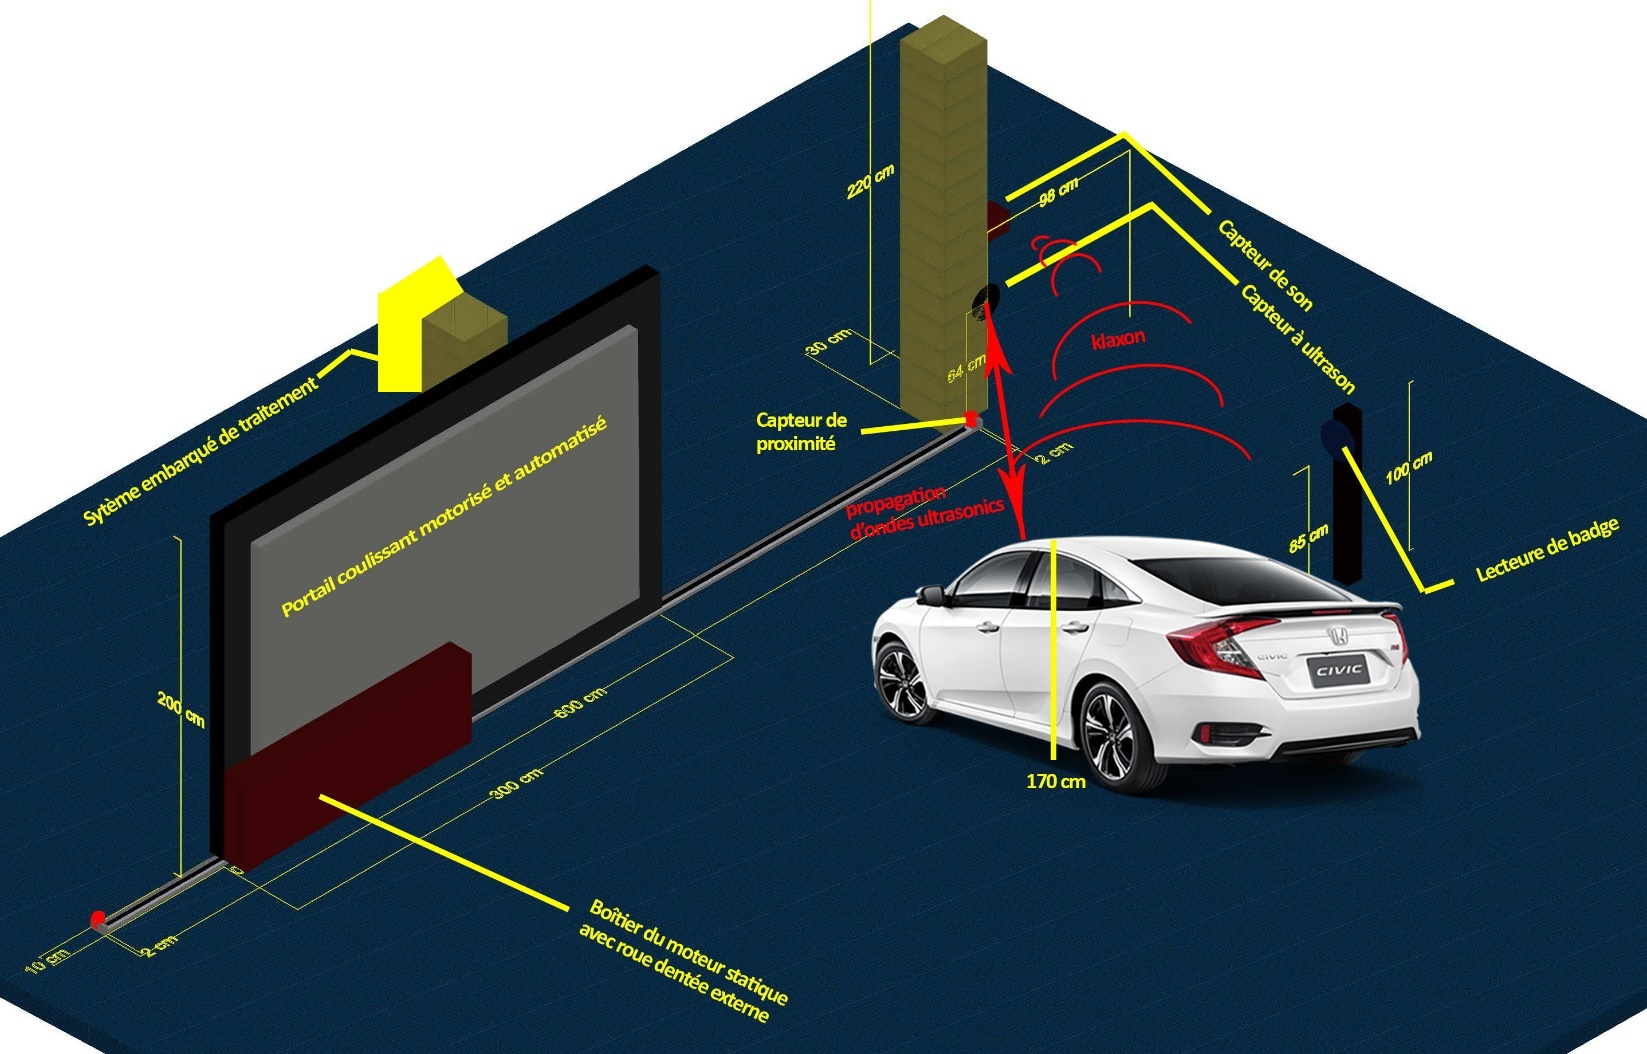 220 cm
98 cm
Capteur de son
Capteur à ultrason
klaxon
30 cm
64 cm
Capteur de
proximité
2 cm
Sytème embarqué de traitement
Portail coulissant motorisé et automatisé
propagation
d'ondes ultrasonics
100 cm
85 cm
Lecteure de badge
200 cm
600 cm
300 cm
CIVIC
CIVIC
170 cm
10 cm
2 cm
Boîtier du moteur statique
avec roue dentée externe